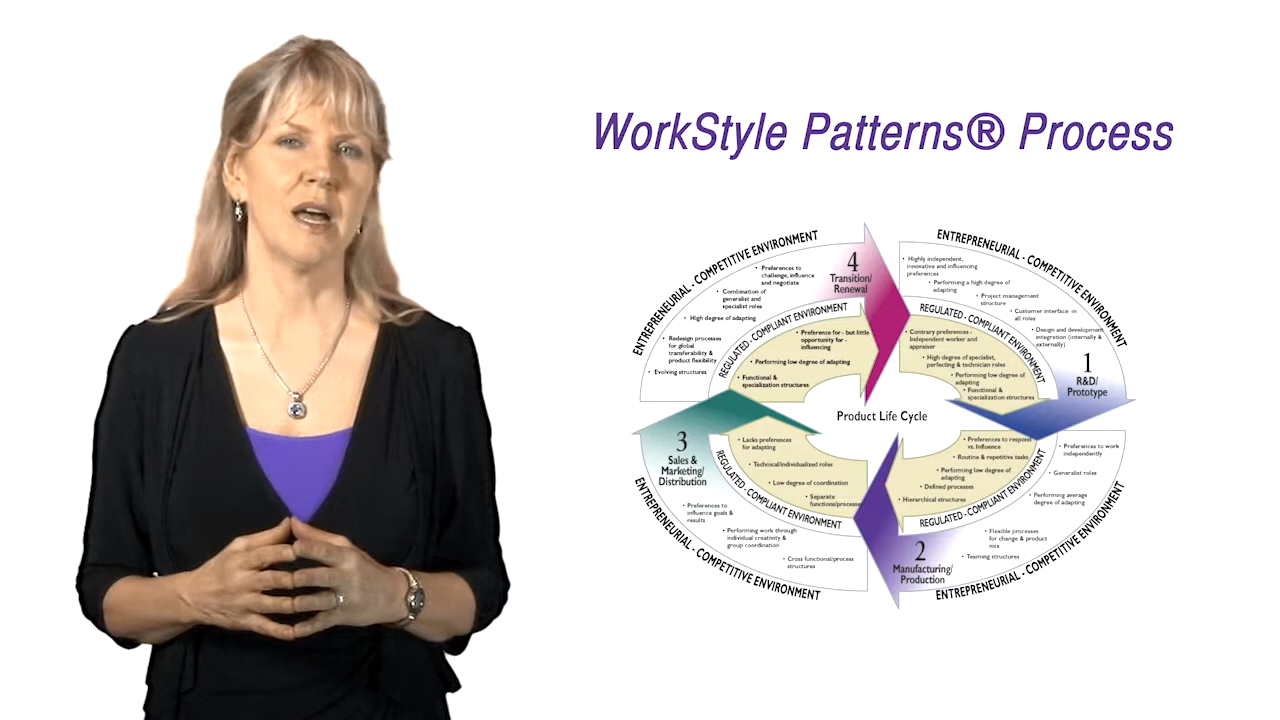 WorkStyle Patterns® Process
ENTREPRENEURIAL - COMPETITIVE ENVIRONMENT
4
Transition/
Renewal
• Preferences to
challenge, influence
and negotiate
• Combination of
generalist and
specialist roles
• High degree of adapting
• Redesign processes
for global
transferability &
product flexibility
• Evolving structures
REGULATED - COMPLIANT ENVIRONMENT
• Preference for - but little
opportunity for -
influencing
• Performing low degree of adapting
• Functional &
specialization structures
ENTREPRENEURIAL - COMPETITIVE ENVIRONMENT
• Highly independent,
innovative and influencing
preferences
• Performing a high degree of
adapting
• Project management
structure
• Customer interface in
all roles
• Design and development
integration (internally &
externally)
1
R&D/
Prototype
REGULATED - COMPLIANT ENVIRONMENT
• Contrary preferences -
Independent worker and
appraiser
• High degree of specialist,
perfecting & technician roles
• Performing low degree of
adapting
• Functional &
specialization structures
Product Life Cycle
3
Sales &
Marketing/
Distribution
• Lacks preferences
for adapting
• Technical/individualized roles
• Low degree of coordination
• Separate
functions/processes
REGULATED - COMPLIANT ENVIRONMENT
• Preferences to
influence goals &
results
• Performing work through
individual creativity &
group coordination
• Cross functional/process
structures
ENTREPRENEURIAL - COMPETITIVE ENVIRONMENT
• Preferences to respond
vs. Influence
• Routine & repetitive tasks
• Performing low degree of
adapting
• Defined processes
• Hierarchical structures
REGULATED - COMPLIANT ENVIRONMENT
2
Manufacturing/
Production
• Preferences to work
independently
• Generalist roles
• Performing average
degree of adapting
• Flexible processes
for change & product
mix
• Teaming structures
ENTREPRENEURIAL - COMPETITIVE ENVIRONMENT